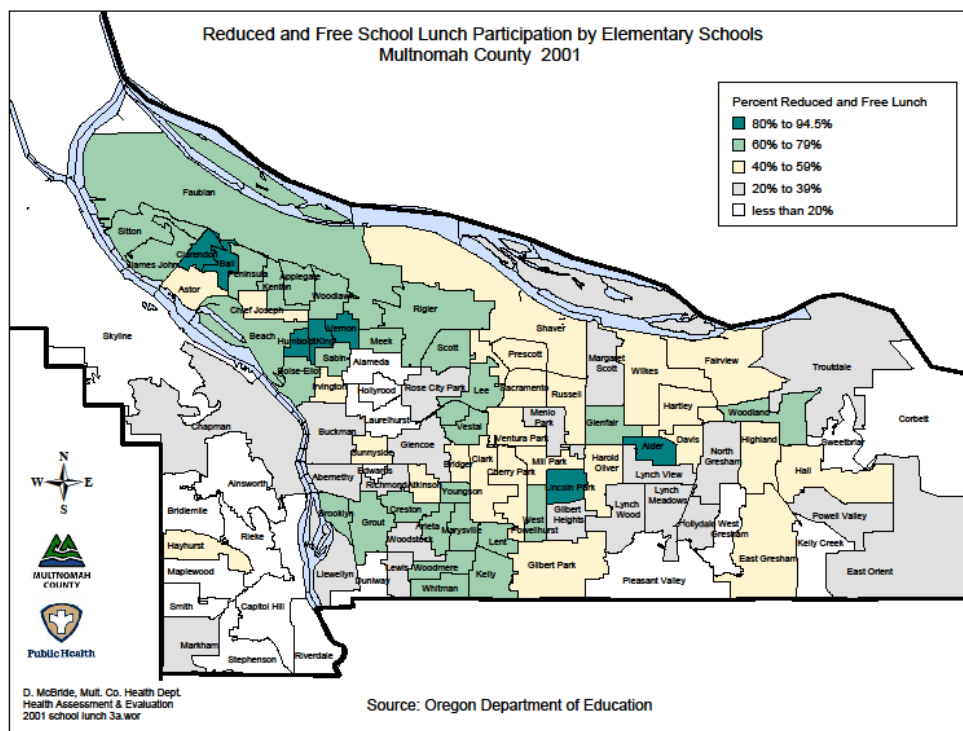 Reduced and Free School Lunch Participation by Elementary Schools
Multnomah County 2001
Percent Reduced and Free Lunch
80% to 94.5%
60% to 79%
40% to 59%
20% to 39%
less than 20%
Faubian
Sitton
Clarendon
James John
Ball
Peninsula
Applegate
Kenton
Astor
Woodlawn
Chief Joseph
Rigler
Skyline
Beach
Vernon
Humboldt
King
Meek
Scott
Shaver
Sabin
Alameda
Prescott
Margaret
Scott
Wilkes
Fairview
Troutdale
Boise-Eliot
Irvington
Hollyrood
Rose City Park
Lee
Sacramento
Russell
Hartley
Woodland
Corbett
Laurelhurst
Menlo
Park
Glenfair
Chapman
Buckman
Vestal
Ventura Park
Sweetbriar
Glencoe
Sunnyside
Alder
Davis
North
Gresham
Highland
Edwards
Bridger
Clark
Mill Park
Harold
Oliver
Hall
Abernethy
Richmond
Atkinson
Cherry Park
Lynch View
Ainsworth
Youngson
Lincoln Park
Lynch
Meadows
Brooklyn
Creston
Lynch
Wood
Powell Valley
Bridlemile
Grout
Arleta
Marysville
West
Powellhurst
Gilbert
Heights
Hollydale
West
Gresham
Rieke
Woodstock
Lent
Kelly Creek
Hayhurst
East Gresham
Maplewood
Llewellyn
Lewis
Woodmere
Kelly
Gilbert Park
East Orient
Duniway
Pleasant Valley
Whitman
Smith
Capitol Hill
Markham
Stephenson
Riverdale
N
W
E
S
MULTNOMAH
COUNTY
Public Health
D. McBride, Mult. Co. Health Dept.
Health Assessment & Evaluation
2001 school lunch 3a.wor
Source: Oregon Department of Education